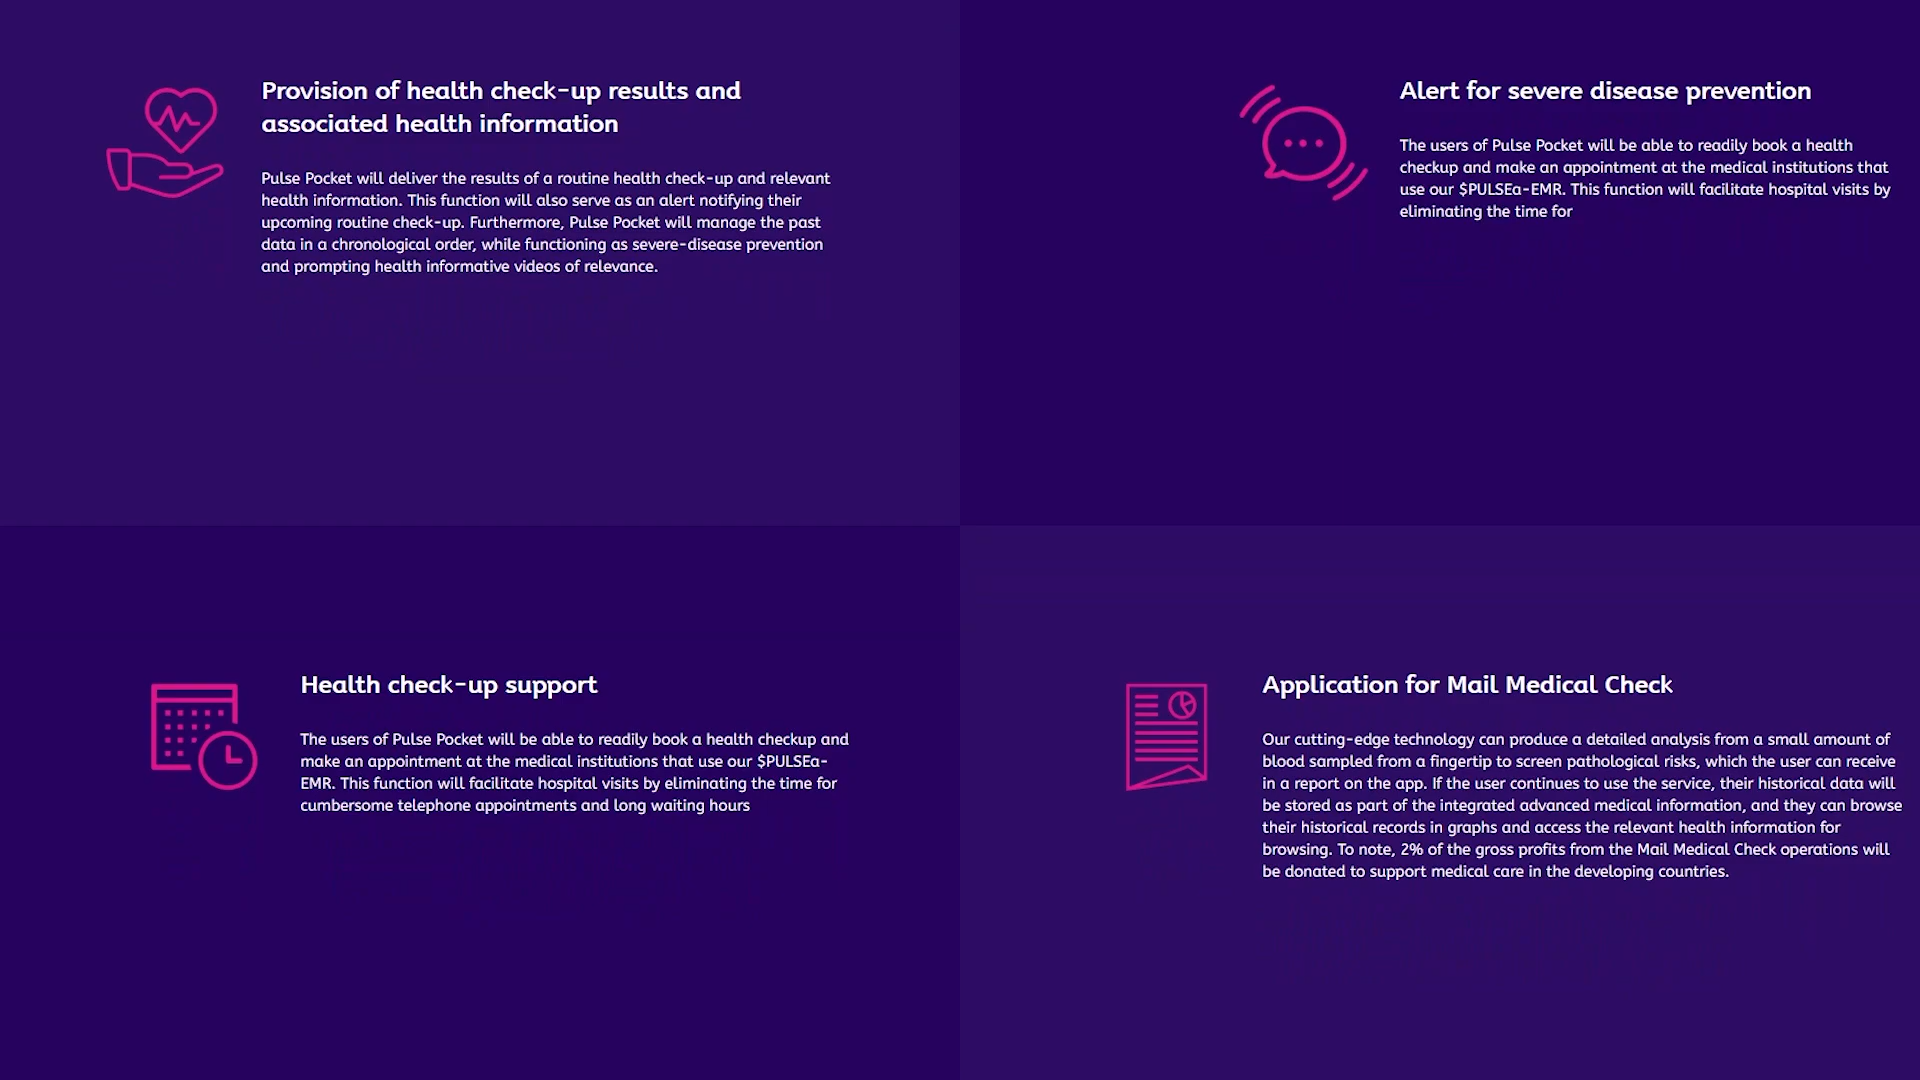 Provision of health check-up results and
associated health information
Pulse Pocket will deliver the results of a routine health check-up and relevant
health information. This function will also serve as an alert notifying their
upcoming routine check-up. Furthermore, Pulse Pocket will manage the past
data in a chronological order, while functioning as severe-disease prevention
and prompting health informative videos of relevance.
Alert for severe disease prevention
The users of Pulse Pocket will be able to readily book a health
checkup and make an appointment at the medical institutions that
use our $PULSEa-EMR. This function will facilitate hospital visits by
eliminating the time for
Health check-up support
The users of Pulse Pocket will be able to readily book a health checkup and
make an appointment at the medical institutions that use our $PULSEa-
EMR. This function will facilitate hospital visits by eliminating the time for
cumbersome telephone appointments and long waiting hours
Application for Mail Medical Check
Our cutting-edge technology can produce a detailed analysis from a small amount of
blood sampled from a fingertip to screen pathological risks, which the user can receive
in a report on the app. If the user continues to use the service, their historical data will
be stored as part of the integrated advanced medical information, and they can browse
their historical records in graphs and access the relevant health information for
browsing. To note, 2% of the gross profits from the Mail Medical Check operations will
be donated to support medical care in the developing countries.